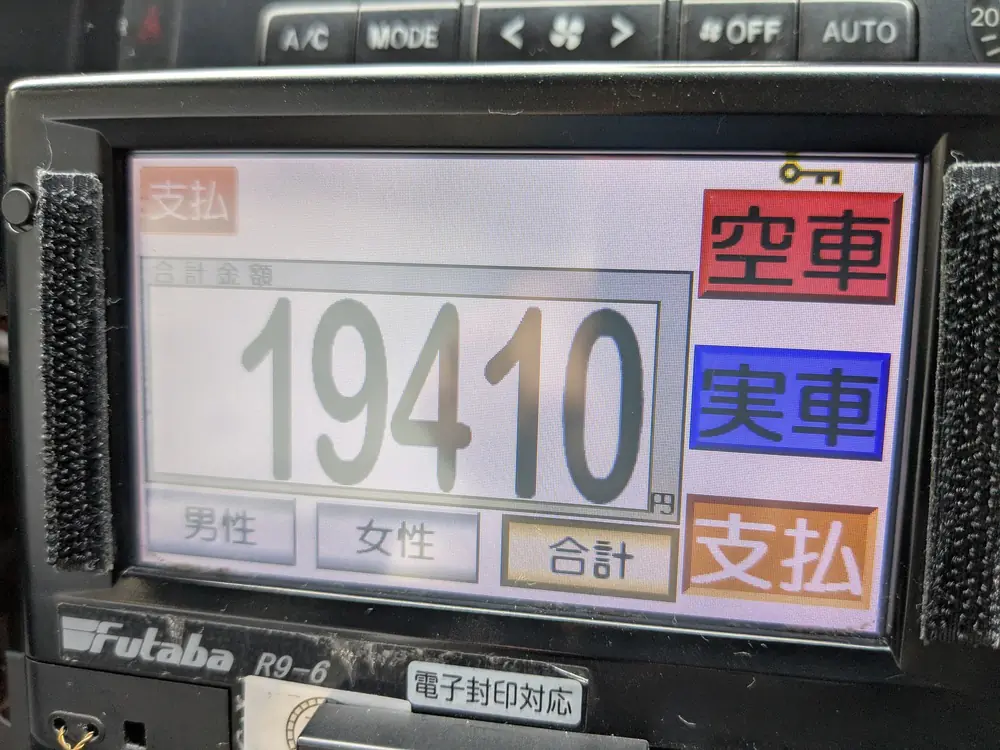 A/C MODE < > OFF AUTO 20
支払
空車
合計金額
19410
円
実車
男性 女性 合計 支払
Futaba R9-6
電子封印対応